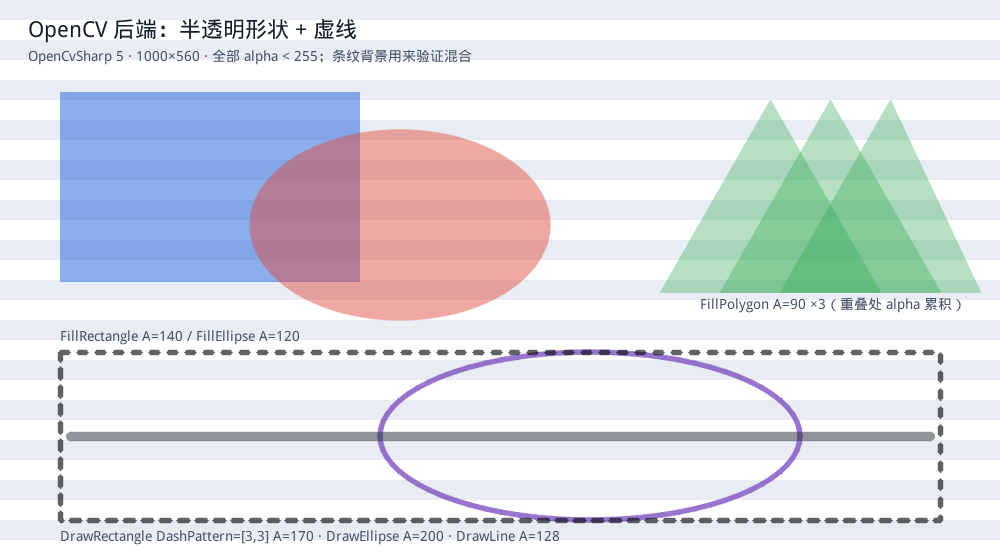 OpenCV 后端：半透明形状 + 虚线
OpenCvSharp 5 · 1000×560 · 全部 alpha < 255；条纹背景用来验证混合
FillPolygon A=90 ×3（重叠处 alpha 累积）
FillRectangle A=140 / FillEllipse A=120
DrawRectangle DashPattern=[3,3] A=170 · DrawEllipse A=200 · DrawLine A=128